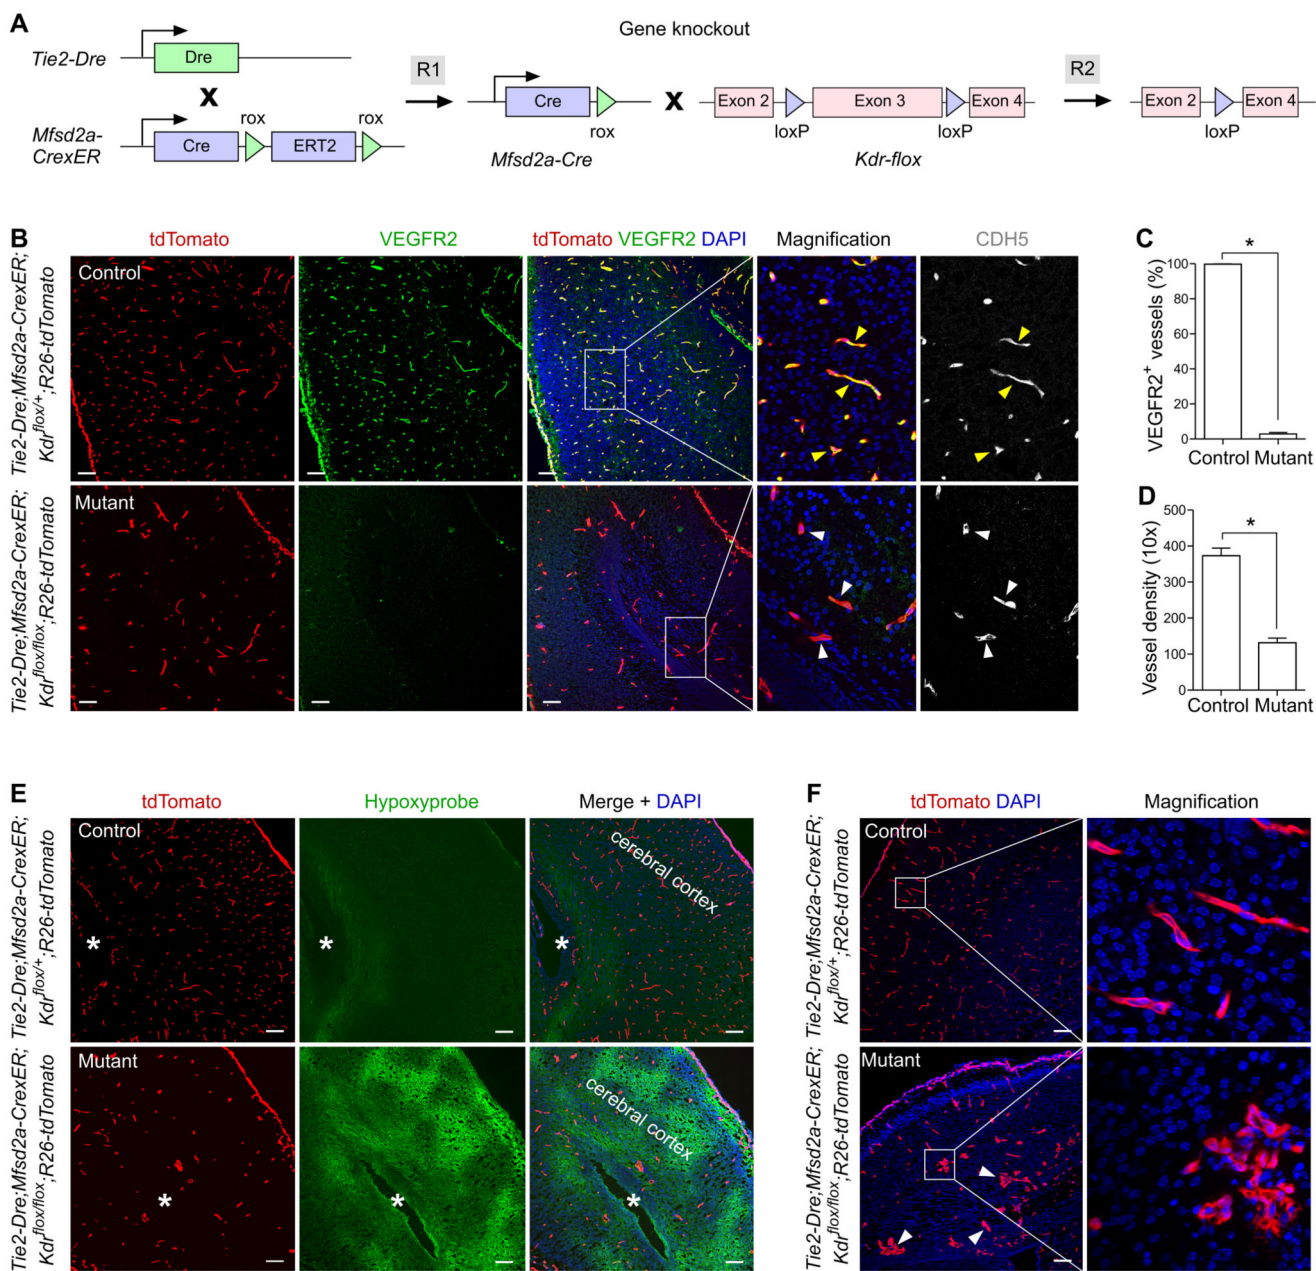 A
Gene knockout
Tie2-Dre
Dre
X
Mfsd2a-
CrexER
Cre
rox
ERT2
rox
R1
Cre
rox
Mfsd2a-Cre
X
Exon 2
Exon 3
Exon 4
loxP
loxP
Kdr-flox
R2
Exon 2
Exon 4
loxP
B
tdTomato
VEGFR2
tdTomato VEGFR2 DAPI
Magnification
CDH5
Tie2-Dre;Mfsd2a-CrexER;
Kdrflox/+;R26-tdTomato
Control
Tie2-Dre;Mfsd2a-CrexER;
Kdrflox/flox;R26-tdTomato
Mutant
C
VEGFR2+ vessels (%)
100
80
60
40
20
0
*
Control Mutant
D
Vessel density (10x)
500
400
300
200
100
0
*
Control Mutant
E
tdTomato
Hypoxyprobe
Merge + DAPI
Tie2-Dre;Mfsd2a-CrexER;
Kdrflox/+;R26-tdTomato
Control
*
*
*
cerebral cortex
Tie2-Dre;Mfsd2a-CrexER;
Kdrflox/flox;R26-tdTomato
Mutant
*
*
*
cerebral cortex
F
tdTomato DAPI
Magnification
Tie2-Dre;Mfsd2a-CrexER;
Kdrflox/+;R26-tdTomato
Control
Tie2-Dre;Mfsd2a-CrexER;
Kdrflox/flox;R26-tdTomato
Mutant